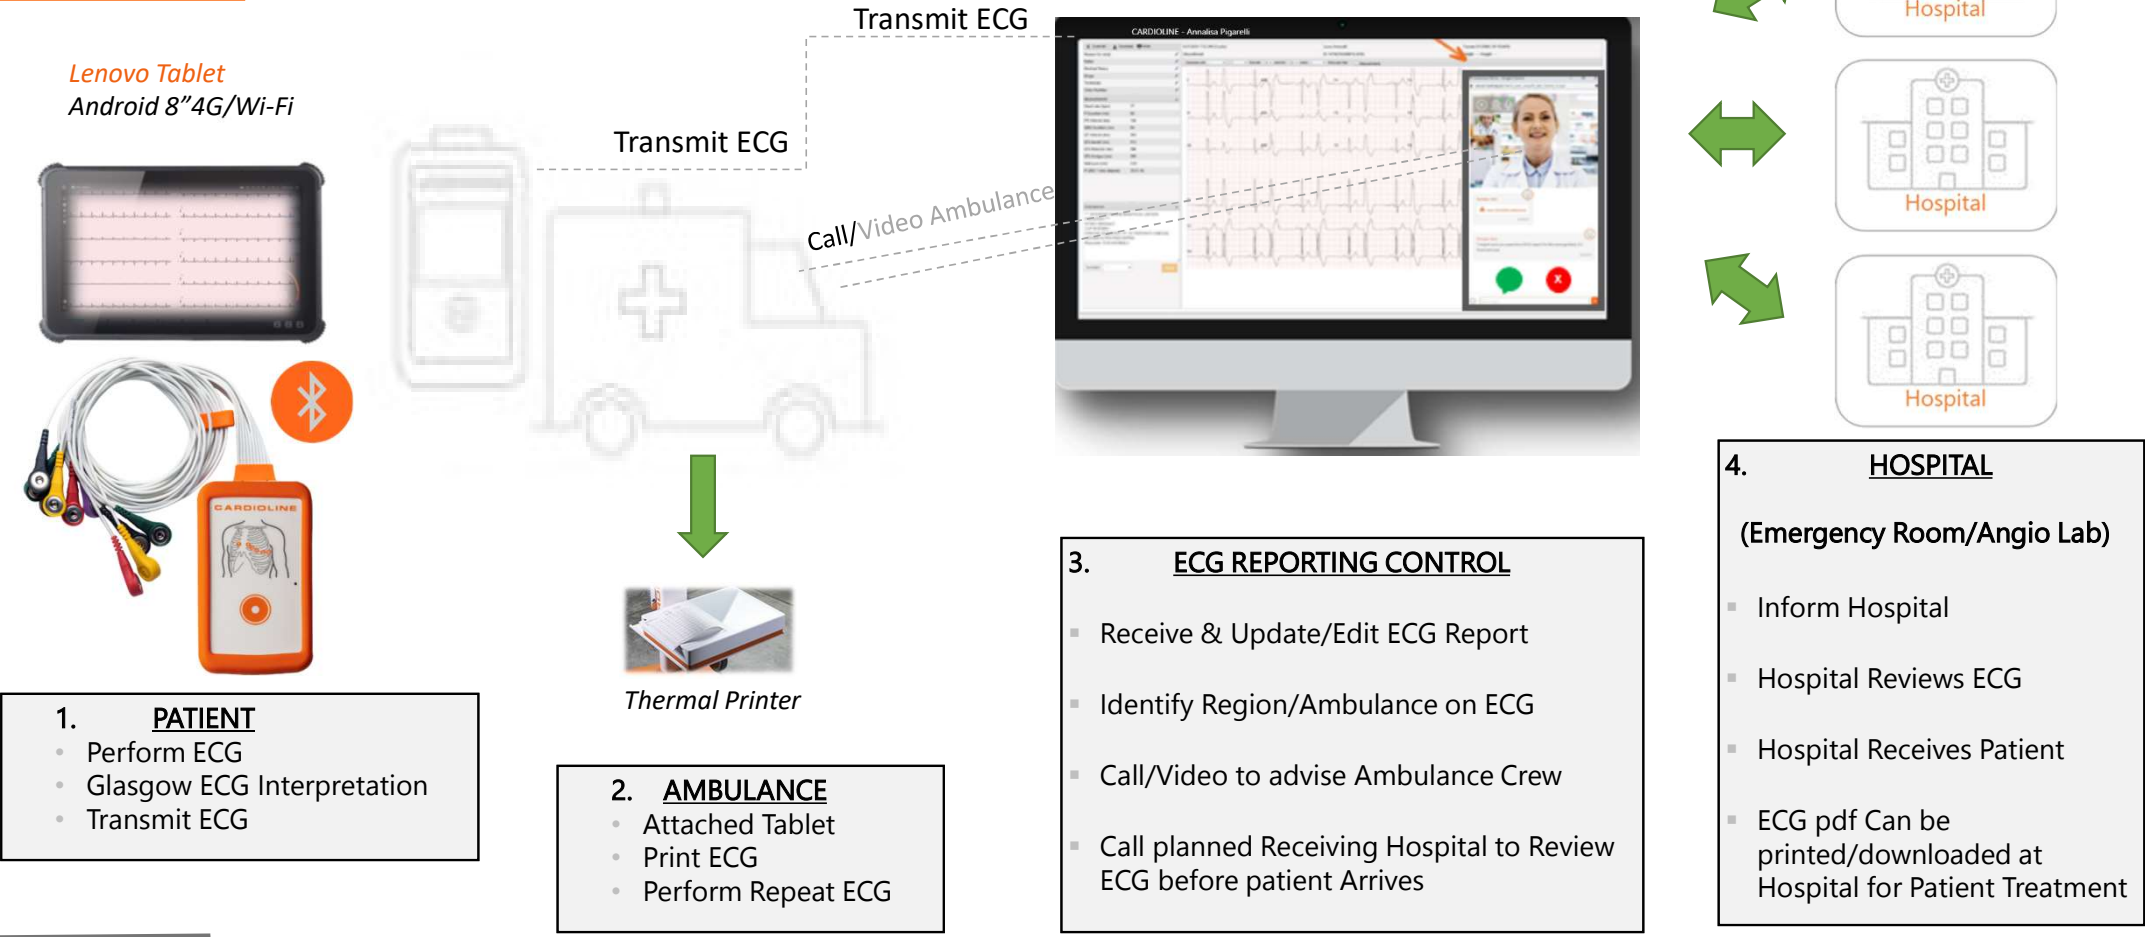 Transmit ECG
Hospital
CARDIOLINE - Annalisa Pigarelli
Lenovo Tablet
Android 8”4G/Wi-Fi
Transmit ECG
Call/Video Ambulance
Hospital
Hospital
CARDIOLINE
X
Thermal Printer
1. PATIENT
Perform ECG
Glasgow ECG Interpretation
Transmit ECG
2. AMBULANCE
Attached Tablet
Print ECG
Perform Repeat ECG
3. ECG REPORTING CONTROL
Receive & Update/Edit ECG Report
Identify Region/Ambulance on ECG
Call/Video to advise Ambulance Crew
Call planned Receiving Hospital to Review
ECG before patient Arrives
4. HOSPITAL
(Emergency Room/Angio Lab)
Inform Hospital
Hospital Reviews ECG
Hospital Receives Patient
ECG pdf Can be
printed/downloaded at
Hospital for Patient Treatment